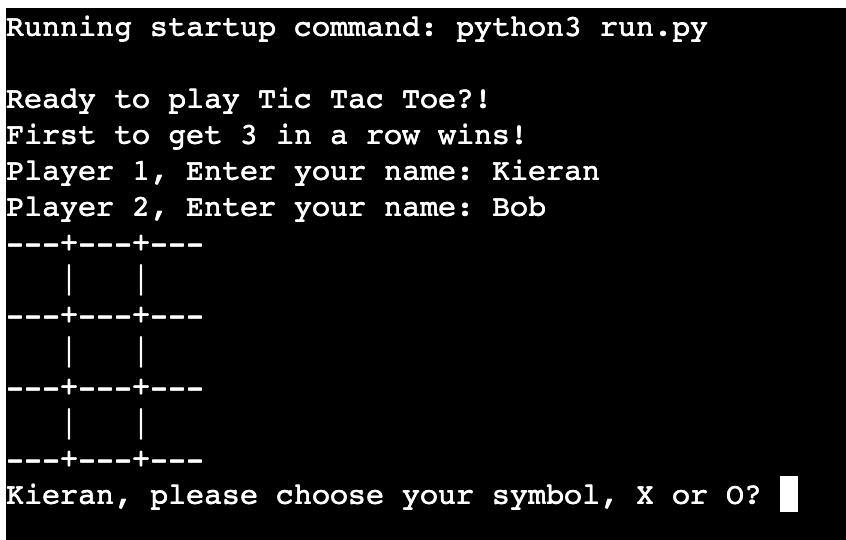 Running startup command: python3 run.py

Ready to play Tic Tac Toe?!
First to get 3 in a row wins!
Player 1, Enter your name: Kieran
Player 2, Enter your name: Bob
---+---+---
   |   |
---+---+---
   |   |
---+---+---
   |   |
---+---+---
Kieran, please choose your symbol, X or O?